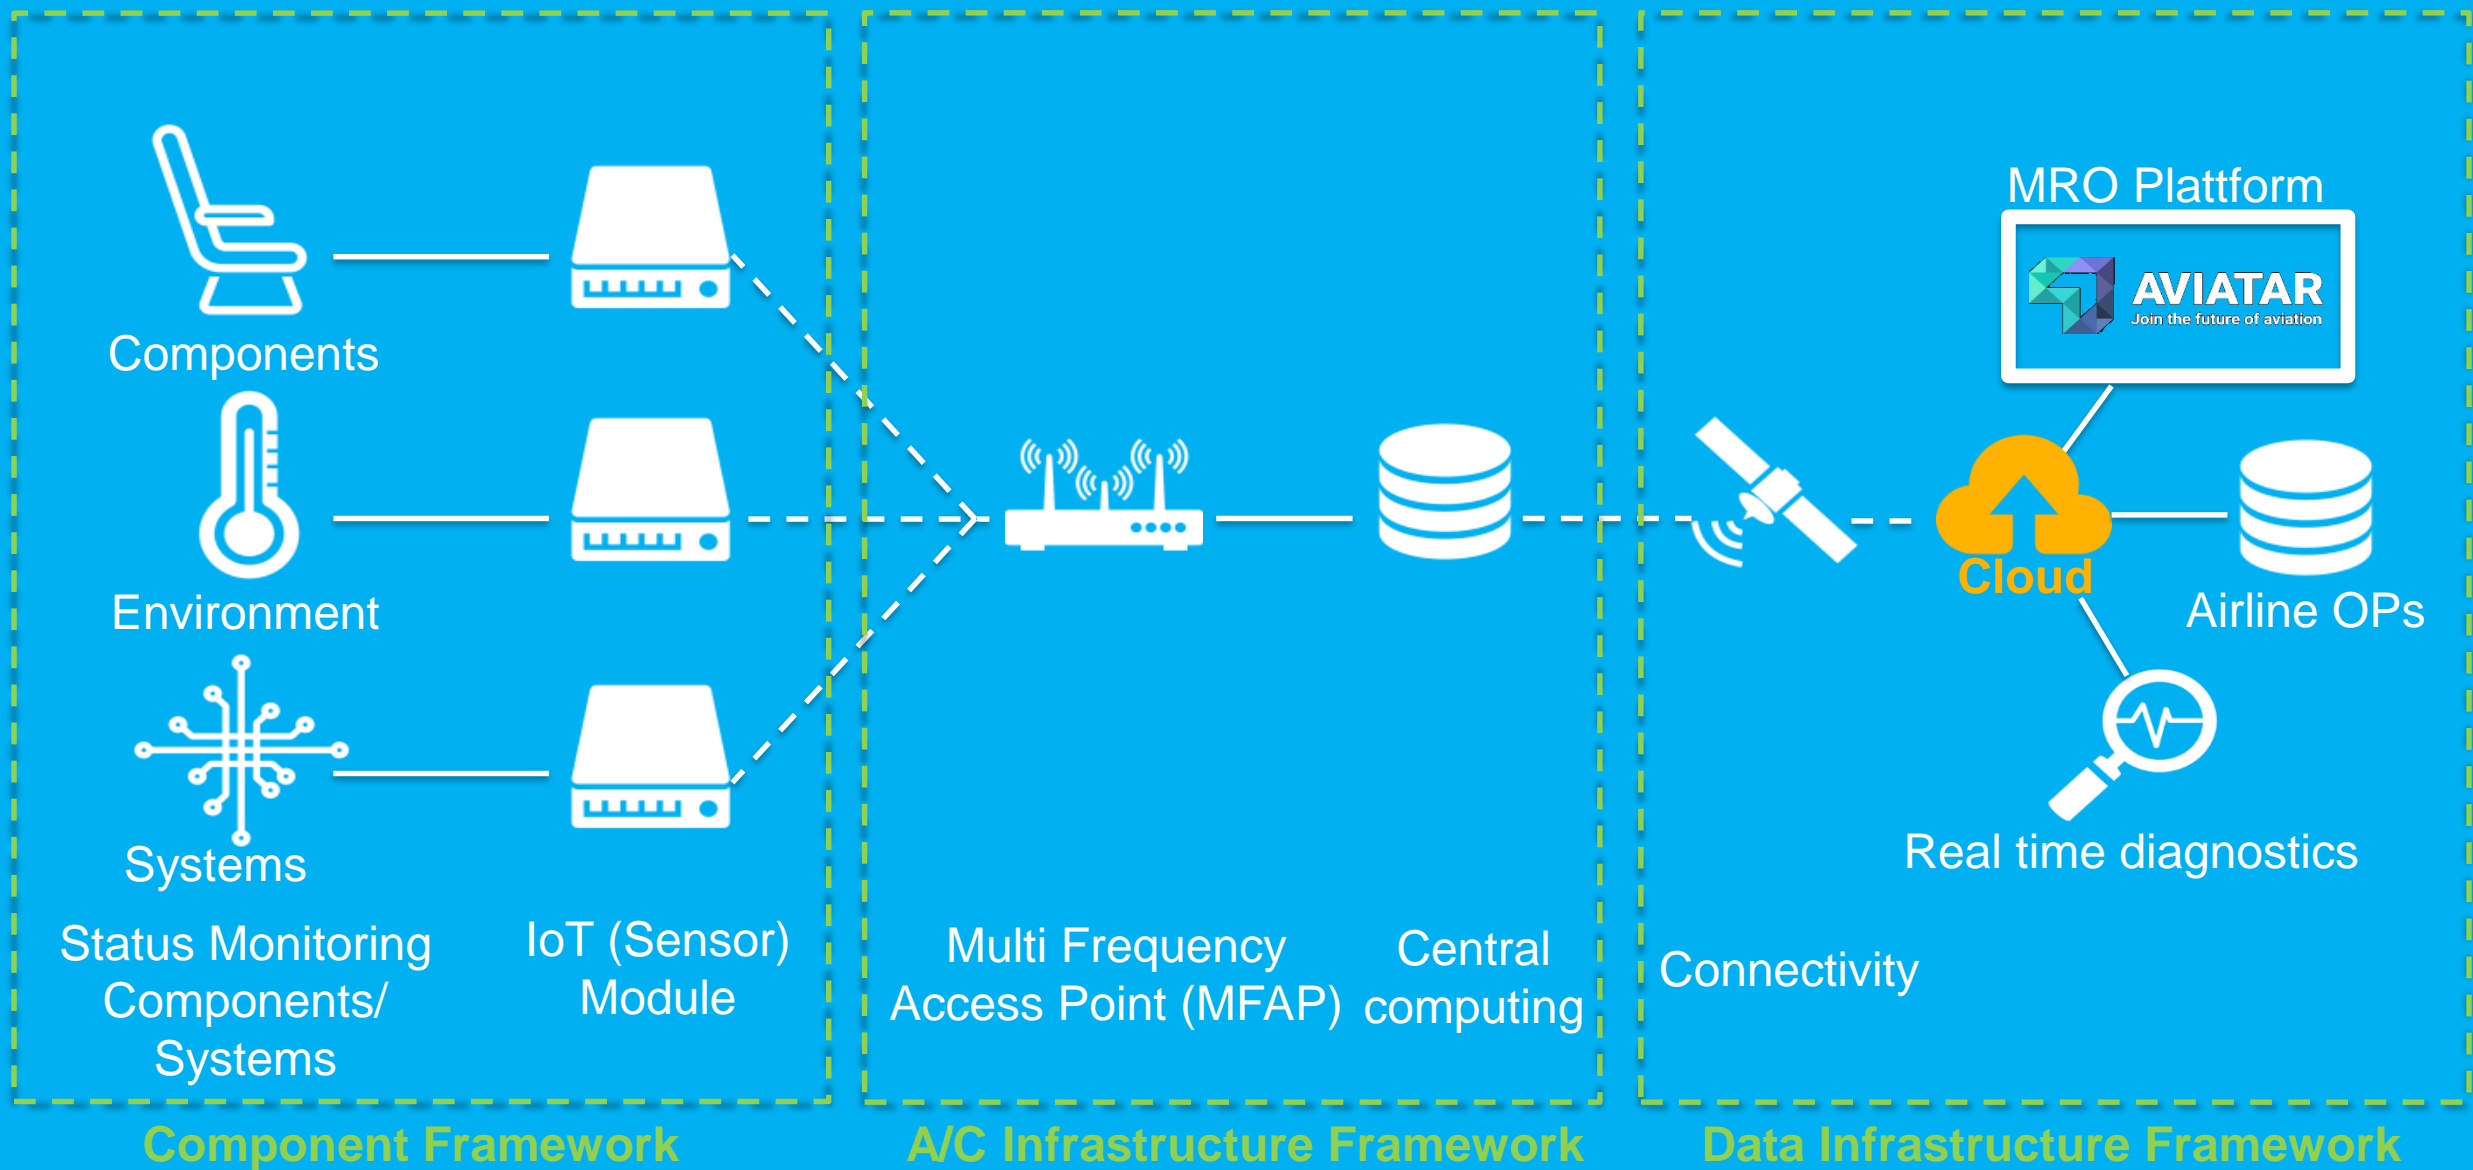 Components
Environment
Systems
Status Monitoring
Components/
Systems
IoT (Sensor)
Module
Component Framework
Multi Frequency
Access Point (MFAP)
Central
computing
A/C Infrastructure Framework
MRO Plattform
AVIATAR
Join the future of aviation
Cloud
Airline OPs
Real time diagnostics
Connectivity
Data Infrastructure Framework